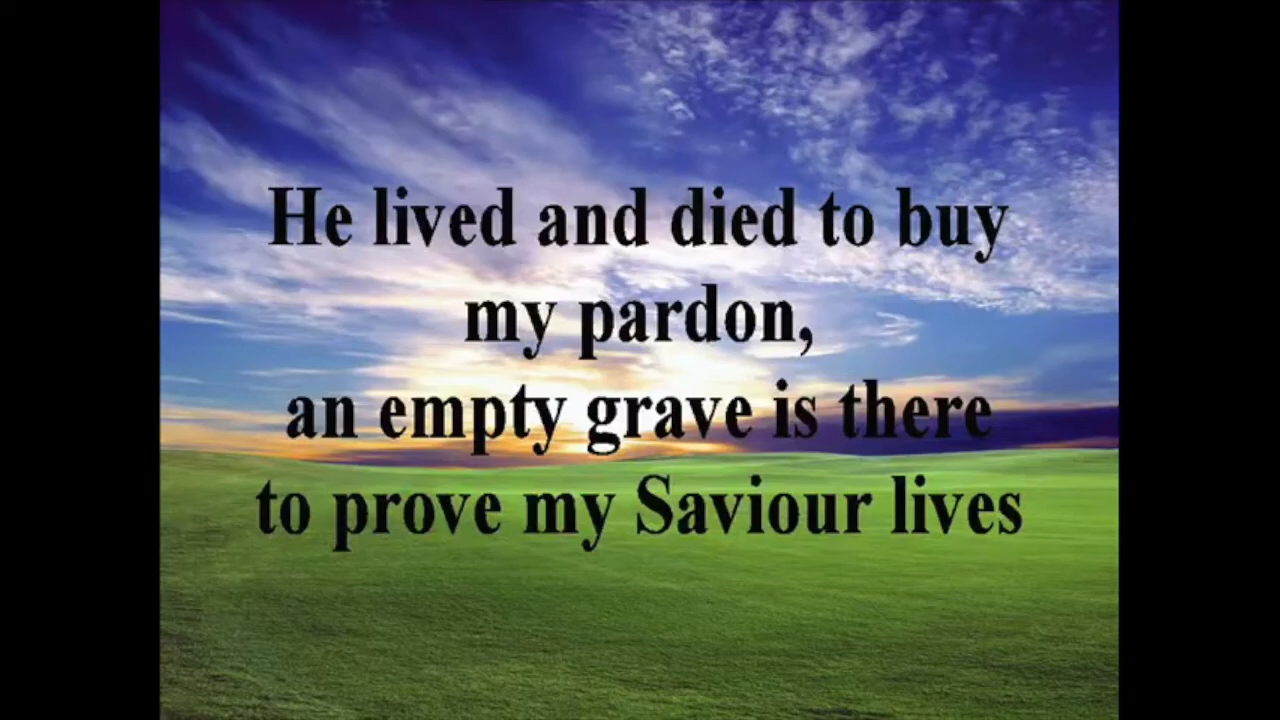 He lived and died to buy
my pardon,
an empty grave is there
to prove my Saviour lives